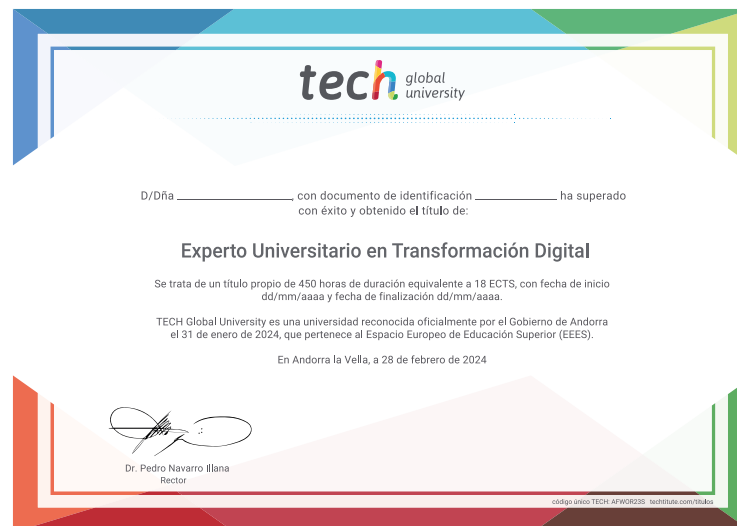 tech global university
D/Dña ____________, con documento de identificación ____________ ha superado
con éxito y obtenido el título de:
Experto Universitario en Transformación Digital
Se trata de un título propio de 450 horas de duración equivalente a 18 ECTS, con fecha de inicio
dd/mm/aaaa y fecha de finalización dd/mm/aaaa.
TECH Global University es una universidad reconocida oficialmente por el Gobierno de Andorra
el 31 de enero de 2024, que pertenece al Espacio Europeo de Educación Superior (EEES).
En Andorra la Vella, a 28 de febrero de 2024
Dr. Pedro Navarro Illana
Rector
código único TECH: AFWOR23S techtitute.com/titulos